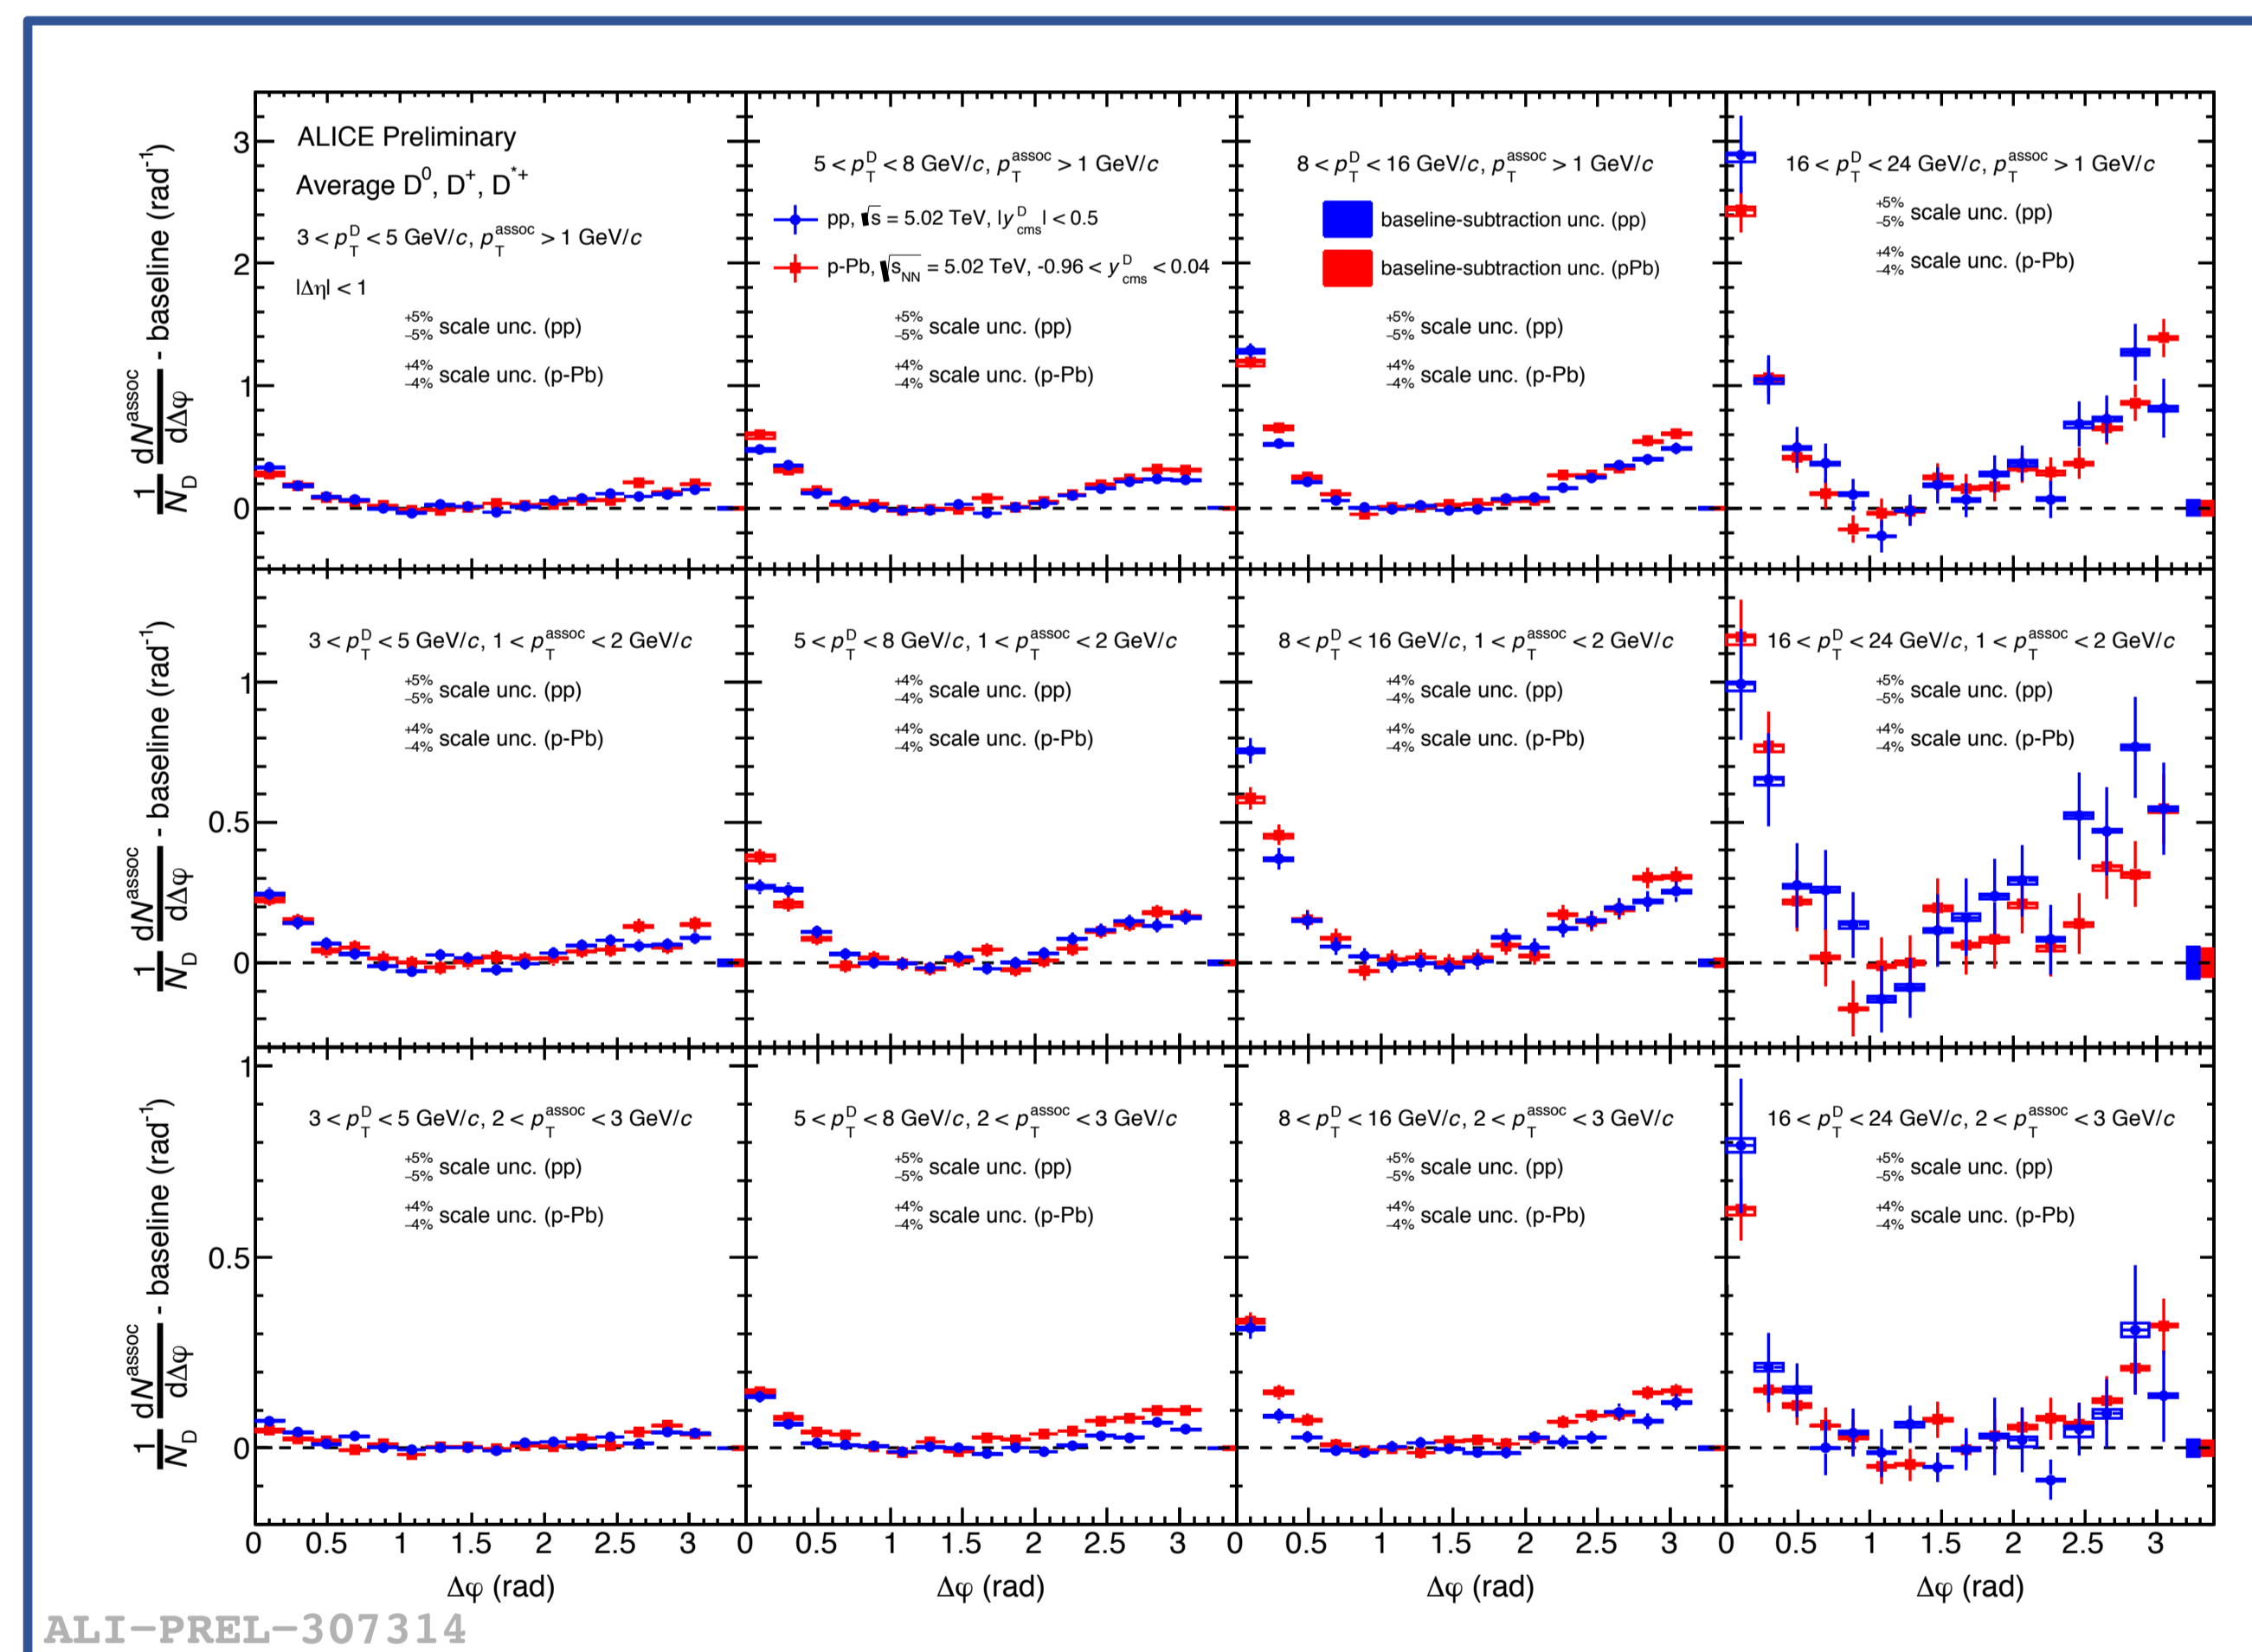 ALICE Preliminary
Average D⁰, D⁺, D*⁺
3 < p_T^D < 5 GeV/c, p_T^assoc > 1 GeV/c
|Δη| < 1
+5% −5% scale unc. (pp)
+4% −4% scale unc. (p-Pb)
5 < p_T^D < 8 GeV/c, p_T^assoc > 1 GeV/c
pp, √s = 5.02 TeV, |y_cms^D| < 0.5
p-Pb, √s_NN = 5.02 TeV, -0.96 < y_cms^D < 0.04
+5% −5% scale unc. (pp)
+4% −4% scale unc. (p-Pb)
8 < p_T^D < 16 GeV/c, p_T^assoc > 1 GeV/c
baseline-subtraction unc. (pp)
baseline-subtraction unc. (pPb)
+5% −5% scale unc. (pp)
+4% −4% scale unc. (p-Pb)
16 < p_T^D < 24 GeV/c, p_T^assoc > 1 GeV/c
+5% −5% scale unc. (pp)
+4% −4% scale unc. (p-Pb)
1/N_D dN^assoc/dΔφ - baseline (rad⁻¹)
3
2
1
0
3 < p_T^D < 5 GeV/c, 1 < p_T^assoc < 2 GeV/c
+5% −5% scale unc. (pp)
+4% −4% scale unc. (p-Pb)
5 < p_T^D < 8 GeV/c, 1 < p_T^assoc < 2 GeV/c
+4% −4% scale unc. (pp)
+4% −4% scale unc. (p-Pb)
8 < p_T^D < 16 GeV/c, 1 < p_T^assoc < 2 GeV/c
+4% −4% scale unc. (pp)
+4% −4% scale unc. (p-Pb)
16 < p_T^D < 24 GeV/c, 1 < p_T^assoc < 2 GeV/c
+5% −5% scale unc. (pp)
+4% −4% scale unc. (p-Pb)
1/N_D dN^assoc/dΔφ - baseline (rad⁻¹)
1
0.5
0
3 < p_T^D < 5 GeV/c, 2 < p_T^assoc < 3 GeV/c
+5% −5% scale unc. (pp)
+4% −4% scale unc. (p-Pb)
5 < p_T^D < 8 GeV/c, 2 < p_T^assoc < 3 GeV/c
+5% −5% scale unc. (pp)
+4% −4% scale unc. (p-Pb)
8 < p_T^D < 16 GeV/c, 2 < p_T^assoc < 3 GeV/c
+5% −5% scale unc. (pp)
+4% −4% scale unc. (p-Pb)
16 < p_T^D < 24 GeV/c, 2 < p_T^assoc < 3 GeV/c
+5% −5% scale unc. (pp)
+4% −4% scale unc. (p-Pb)
1/N_D dN^assoc/dΔφ - baseline (rad⁻¹)
1
0.5
0
0 0.5 1 1.5 2 2.5 3 0 0.5 1 1.5 2 2.5 3 0 0.5 1 1.5 2 2.5 3 0 0.5 1 1.5 2 2.5 3
Δφ (rad) Δφ (rad) Δφ (rad) Δφ (rad)
ALI-PREL-307314